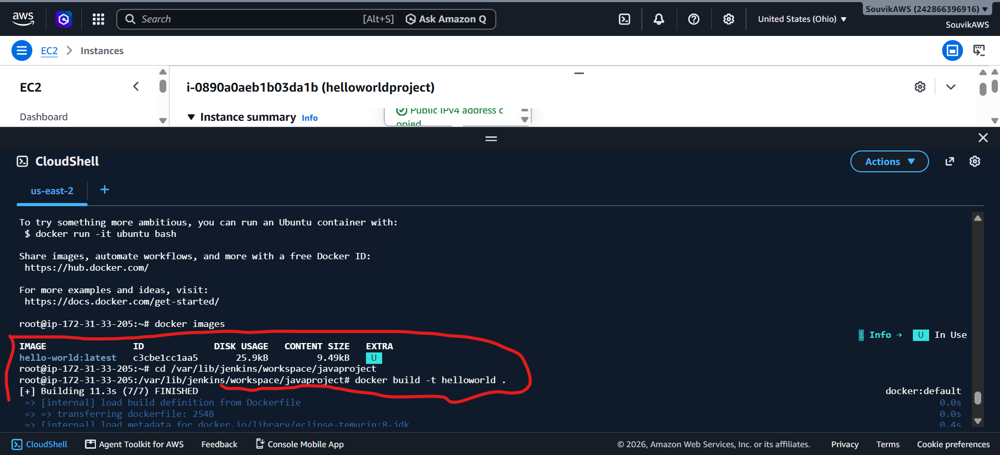 aws
Search [Alt+S] Ask Amazon Q
United States (Ohio) ▼
SouvikAWS (242866396916) ▼
SouvikAWS
EC2 > Instances
EC2
Dashboard
i-0890a0aeb1b03da1b (helloworldproject)
▼ Instance summary Info
Public IPv4 address c
opied
CloudShell
Actions ▼
us-east-2 +
To try something more ambitious, you can run an Ubuntu container with:
$ docker run -it ubuntu bash
Share images, automate workflows, and more with a free Docker ID:
https://hub.docker.com/
For more examples and ideas, visit:
https://docs.docker.com/get-started/
root@ip-172-31-33-205:~# docker images
i Info → U In Use
IMAGE ID DISK USAGE CONTENT SIZE EXTRA
hello-world:latest c3cbe1cc1aa5 25.9kB 9.49kB U
root@ip-172-31-33-205:~# cd /var/lib/jenkins/workspace/javaproject
root@ip-172-31-33-205:/var/lib/jenkins/workspace/javaproject# docker build -t helloworld .
[+] Building 11.3s (7/7) FINISHED docker:default
=> [internal] load build definition from Dockerfile 0.0s
=> => transferring dockerfile: 254B 0.0s
=> [internal] load metadata for docker.io/library/eclipse-temurin:8-jdk 0.4s
CloudShell Agent Toolkit for AWS Feedback Console Mobile App © 2026, Amazon Web Services, Inc. or its affiliates. Privacy Terms Cookie preferences